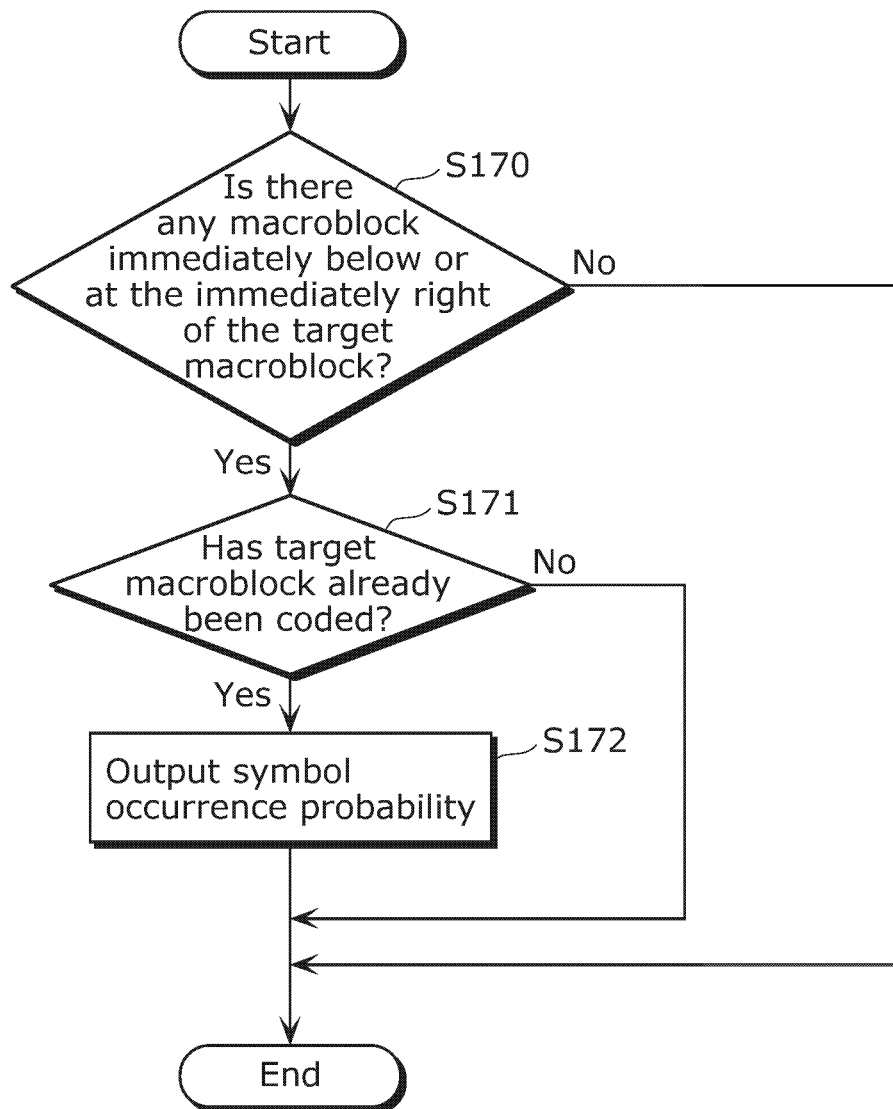 Start
S170
Is there
any macroblock
immediately below or
at the immediately right
of the target
macroblock?
No
Yes
S171
Has target
macroblock already
been coded?
No
Yes
S172
Output symbol
occurrence probability
End